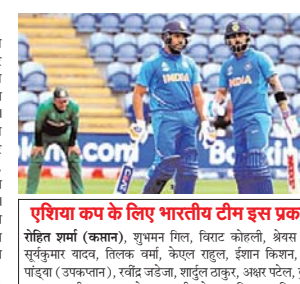 INDIA
INDIA
एशिया कप के लिए भारतीय टीम इस प्रक
रोहित शर्मा (कप्तान), शुभमन गिल, विराट कोहली, श्रेयस
सूर्यकुमार यादव, तिलक वर्मा, केएल राहुल, ईशान किशन,
पांड्या (उपकप्तान), रवींद्र जडेजा, शार्दुल ठाकुर, अक्षर पटेल,